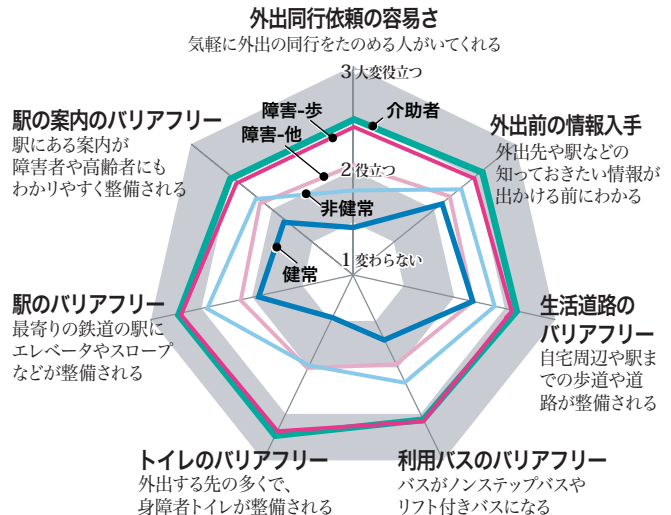 外出同行依頼の容易さ
気軽に外出の同行をたのめる人がいてくれる
3大変役立つ
障害-歩
介助者
障害-他
2役立つ
非健常
健常
1変わらない
外出前の情報入手
外出先や駅などの
知っておきたい情報が
出かける前にわかる
生活道路の
バリアフリー
自宅周辺や駅ま
での歩道や道
路が整備される
利用バスのバリアフリー
バスがノンステップバスや
リフト付きバスになる
トイレのバリアフリー
外出する先の多くで、
身障者トイレが整備される
駅のバリアフリー
最寄りの鉄道の駅に
エレベータやスロープ
などが整備される
駅の案内のバリアフリー
駅にある案内が
障害者や高齢者にも
わかりやすく整備される